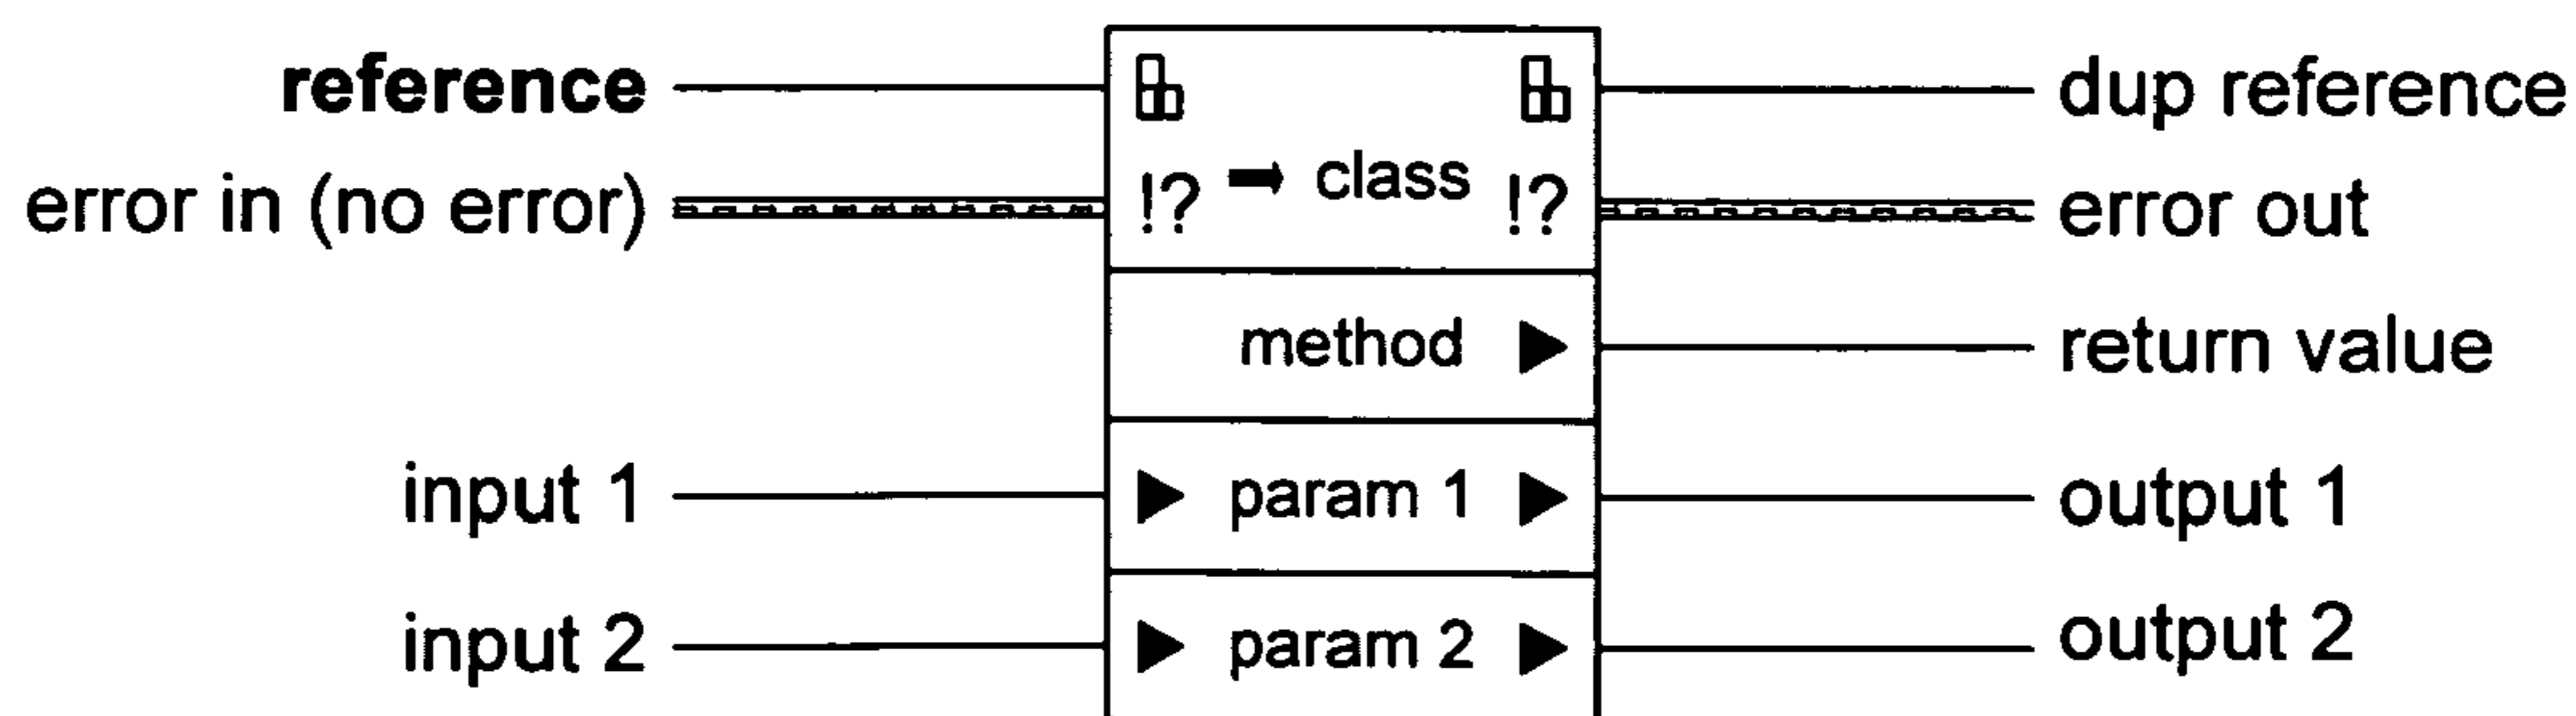 reference class dup reference
error in (no error) !? !? error out
method return value
input 1 param 1 output 1
input 2 param 2 output 2